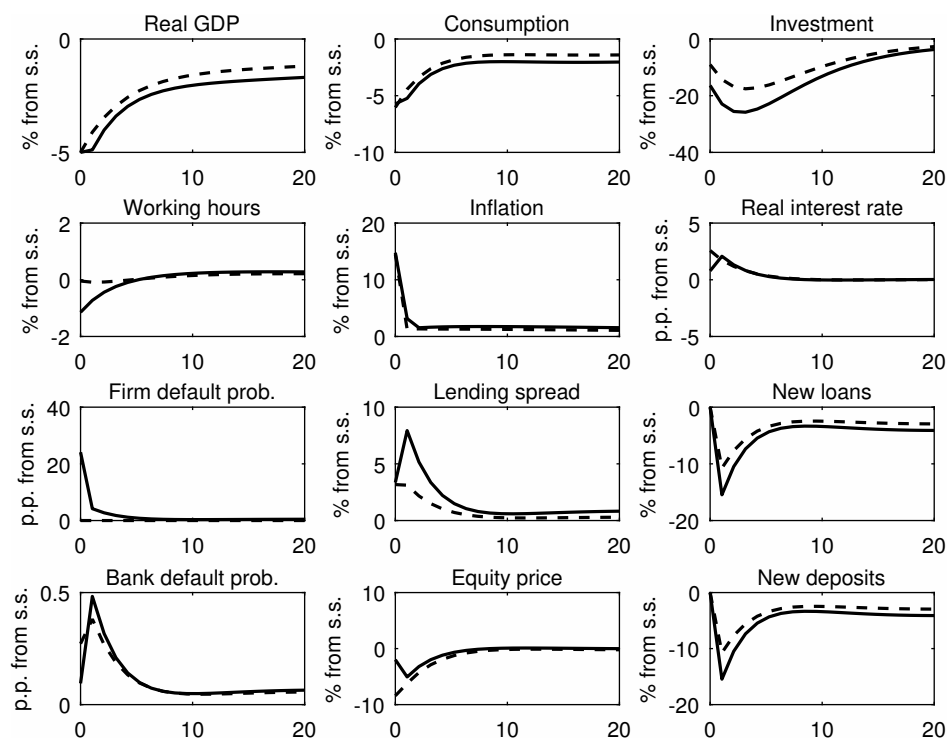 Real GDP
% from s.s.
0
-5
0 10 20
Consumption
% from s.s.
0
-5
-10
0 10 20
Investment
% from s.s.
0
-20
-40
0 10 20
Working hours
% from s.s.
2
0
-2
0 10 20
Inflation
% from s.s.
20
10
0
0 10 20
Real interest rate
p.p. from s.s.
5
0
-5
0 10 20
Firm default prob.
p.p. from s.s.
40
20
0
0 10 20
Lending spread
% from s.s.
10
5
0
0 10 20
New loans
% from s.s.
0
-10
-20
0 10 20
Bank default prob.
p.p. from s.s.
0.5
0
0 10 20
Equity price
% from s.s.
10
0
-10
0 10 20
New deposits
% from s.s.
0
-10
-20
0 10 20